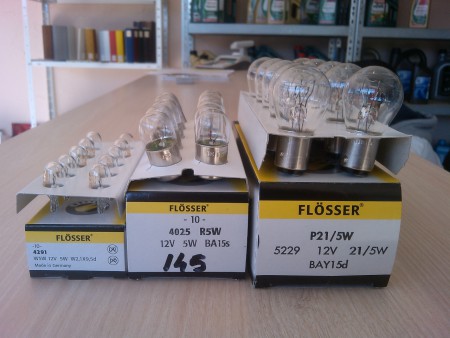 FLÖSSER®
- 10 -
4291
W5W 12V 5W W2,1X9,5d
Made in Germany
FLÖSSER®
- 10 -
4025 R5W
12V 5W BA15s
145
FLÖSSER®
P21/5W
5229 12V 21/5W
BAY15d